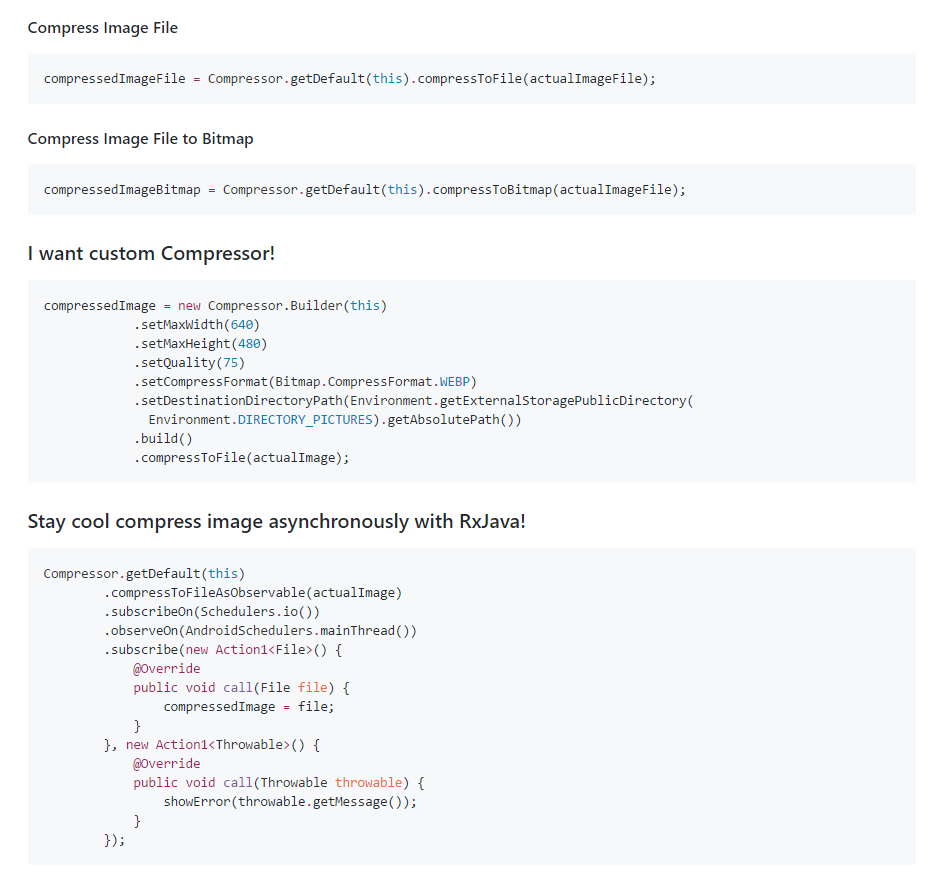 Compress Image File
compressedImageFile = Compressor.getDefault(this).compressToFile(actualImageFile);
Compress Image File to Bitmap
compressedImageBitmap = Compressor.getDefault(this).compressToBitmap(actualImageFile);
I want custom Compressor!
compressedImage = new Compressor.Builder(this)
            .setMaxWidth(640)
            .setMaxHeight(480)
            .setQuality(75)
            .setCompressFormat(Bitmap.CompressFormat.WEBP)
            .setDestinationDirectoryPath(Environment.getExternalStoragePublicDirectory(
              Environment.DIRECTORY_PICTURES).getAbsolutePath())
            .build()
            .compressToFile(actualImage);
Stay cool compress image asynchronously with RxJava!
Compressor.getDefault(this)
        .compressToFileAsObservable(actualImage)
        .subscribeOn(Schedulers.io())
        .observeOn(AndroidSchedulers.mainThread())
        .subscribe(new Action1<File>() {
            @Override
            public void call(File file) {
                compressedImage = file;
            }
        }, new Action1<Throwable>() {
            @Override
            public void call(Throwable throwable) {
                showError(throwable.getMessage());
            }
        });